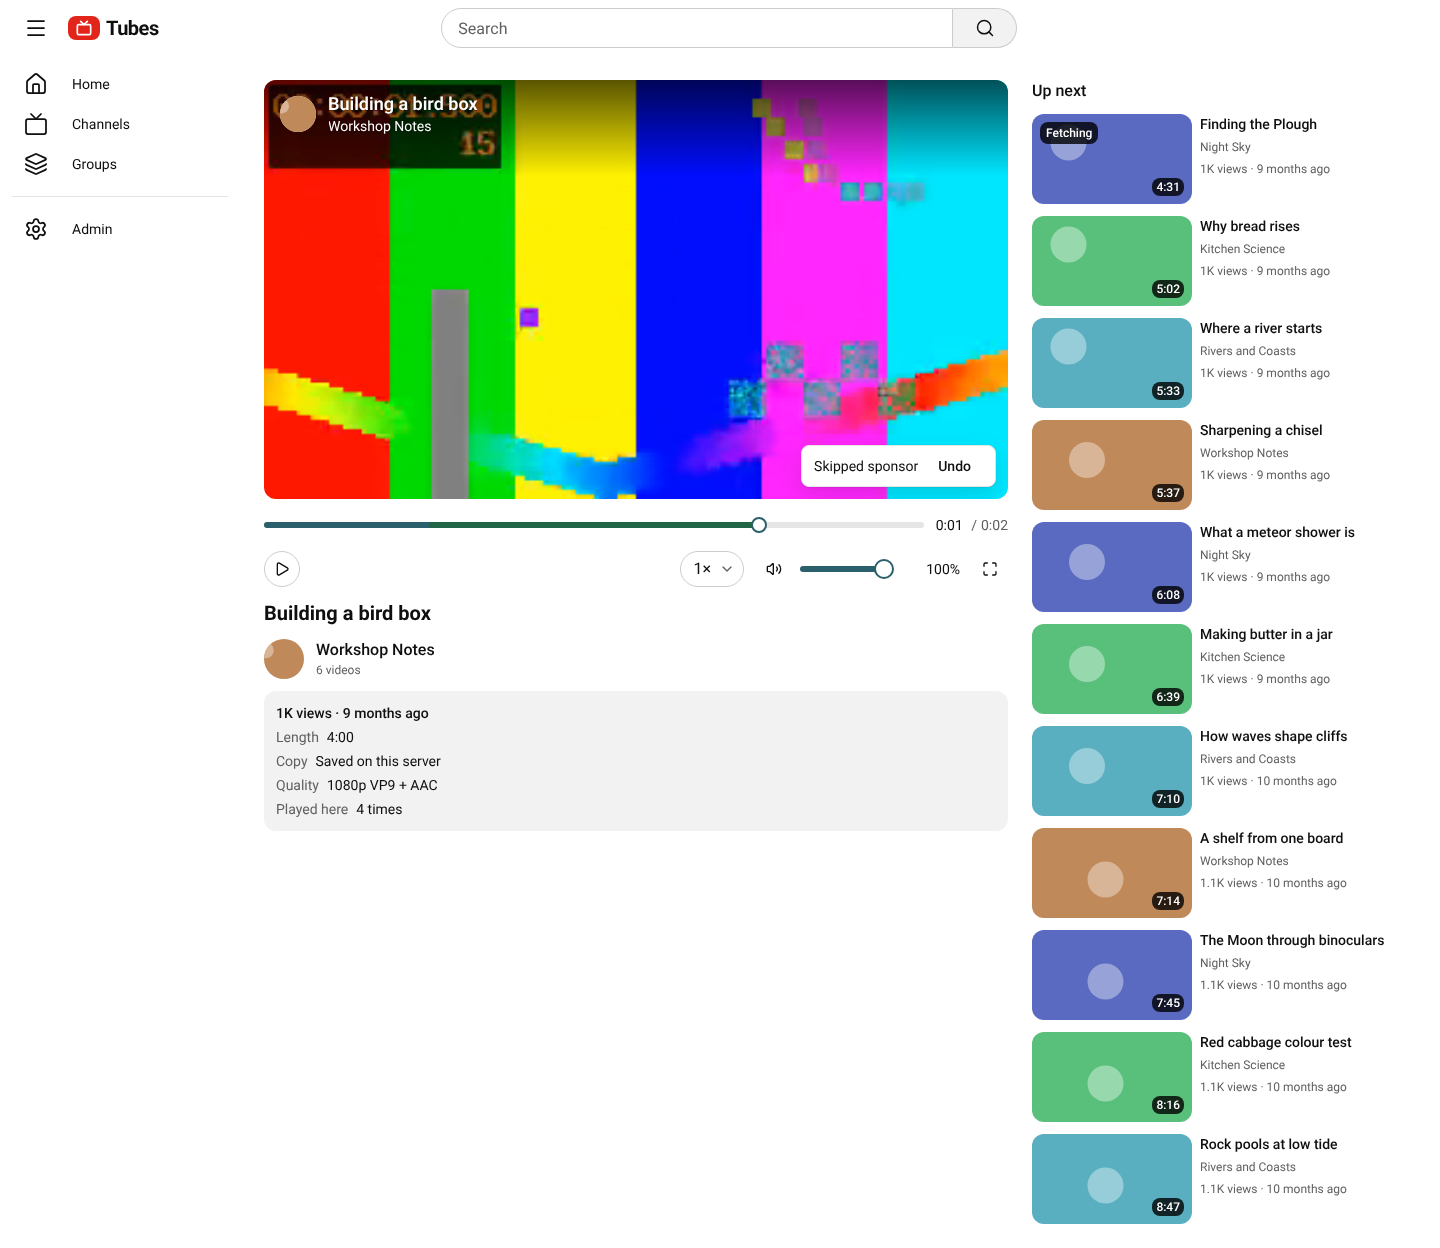 Tubes
Search
Home
Channels
Groups
Admin
Building a bird box
Workshop Notes
45
Skipped sponsor Undo
0:01 / 0:02
1×
100%
Building a bird box
Workshop Notes
6 videos
1K views · 9 months ago
Length 4:00
Copy Saved on this server
Quality 1080p VP9 + AAC
Played here 4 times
Up next
Fetching
4:31
Finding the Plough
Night Sky
1K views · 9 months ago
5:02
Why bread rises
Kitchen Science
1K views · 9 months ago
5:33
Where a river starts
Rivers and Coasts
1K views · 9 months ago
5:37
Sharpening a chisel
Workshop Notes
1K views · 9 months ago
6:08
What a meteor shower is
Night Sky
1K views · 9 months ago
6:39
Making butter in a jar
Kitchen Science
1K views · 9 months ago
7:10
How waves shape cliffs
Rivers and Coasts
1K views · 10 months ago
7:14
A shelf from one board
Workshop Notes
1.1K views · 10 months ago
7:45
The Moon through binoculars
Night Sky
1.1K views · 10 months ago
8:16
Red cabbage colour test
Kitchen Science
1.1K views · 10 months ago
8:47
Rock pools at low tide
Rivers and Coasts
1.1K views · 10 months ago